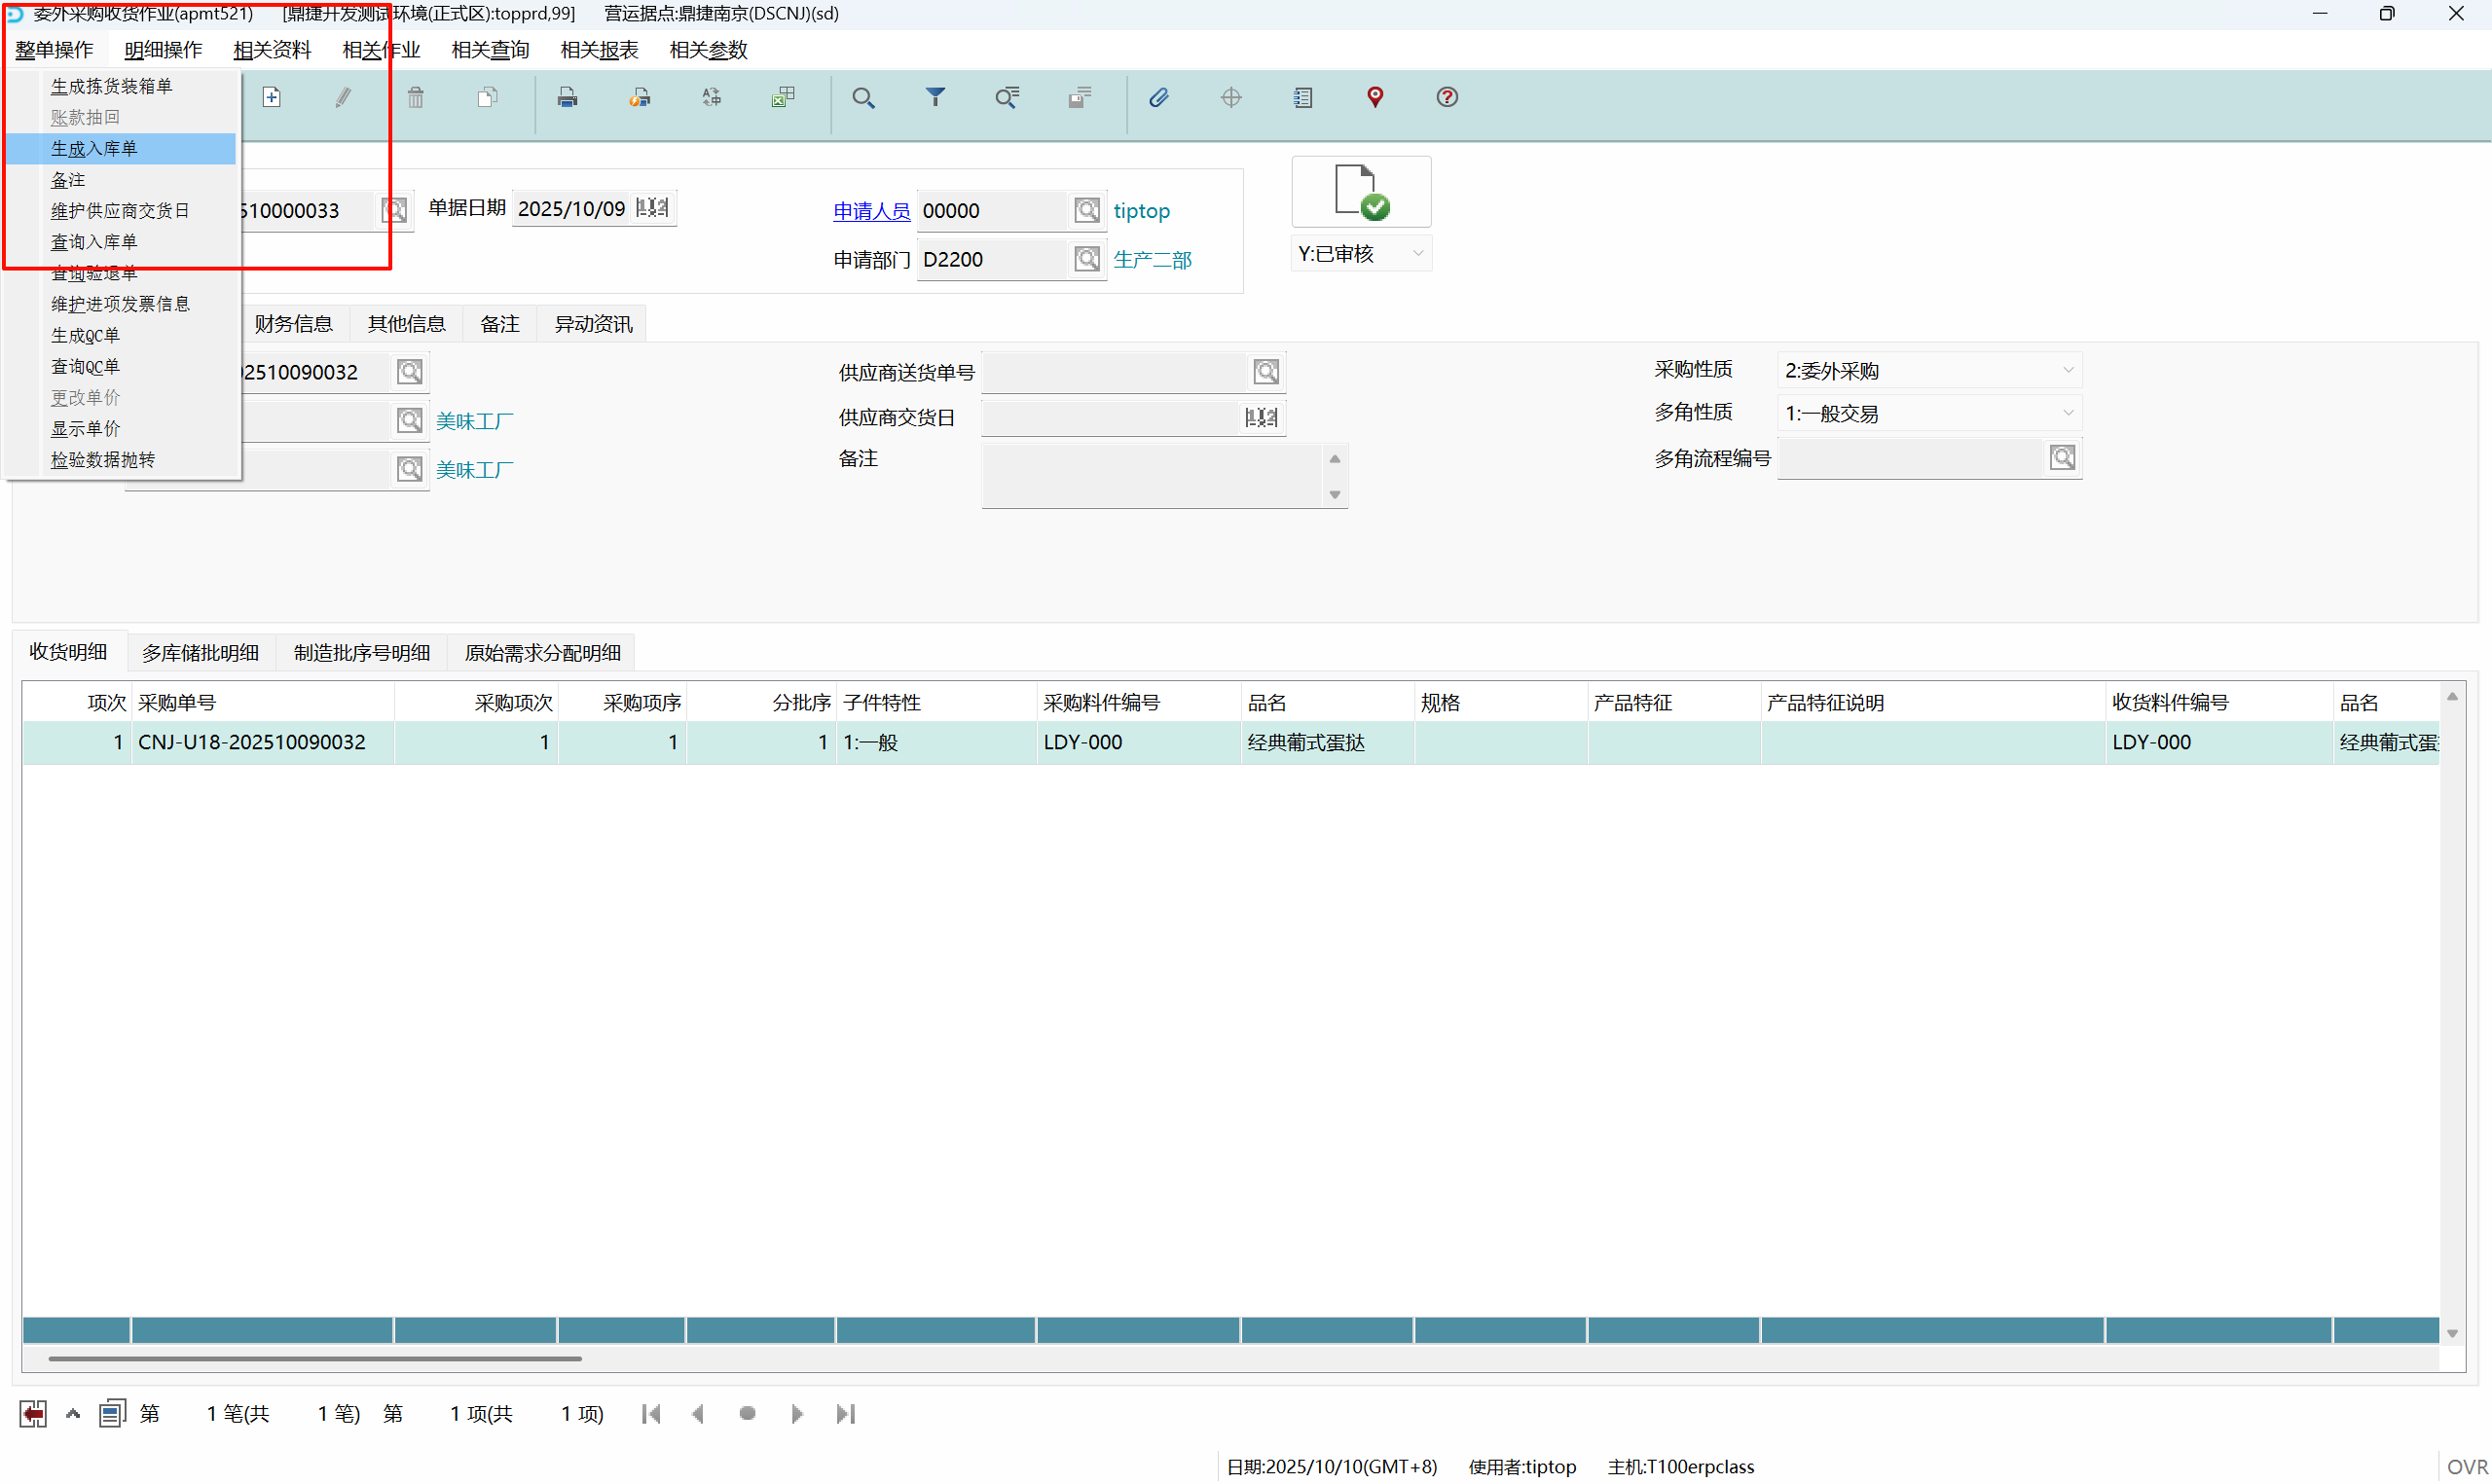 委外采购收货作业(apmt521) [鼎捷开发测试环境(正式区):topprd,99] 营运据点:鼎捷南京(DSCNJ)(sd)
整单操作 明细操作 相关资料 相关作业 相关查询 相关报表 相关参数
生成拣货装箱单
账款抽回
生成入库单
备注
维护供应商交货日
查询入库单
查询验退单
维护进项发票信息
生成QC单
查询QC单
更改单价
显示单价
检验数据抛转
510000033 单据日期 2025/10/09 申请人员 00000 tiptop
申请部门 D2200 生产二部
Y:已审核
财务信息 其他信息 备注 异动资讯
2510090032 供应商送货单号 采购性质 2:委外采购
美味工厂 供应商交货日 多角性质 1:一般交易
美味工厂 备注 多角流程编号
收货明细 多库储批明细 制造批序号明细 原始需求分配明细
项次 采购单号 采购项次 采购项序 分批序 子件特性 采购料件编号 品名 规格 产品特征 产品特征说明 收货料件编号 品名
1 CNJ-U18-202510090032 1 1 1 1:一般 LDY-000 经典葡式蛋挞 LDY-000 经典葡式蛋
第 1 笔(共 1 笔) 第 1 项(共 1 项)
日期:2025/10/10(GMT+8) 使用者:tiptop 主机:T100erpclass OVR